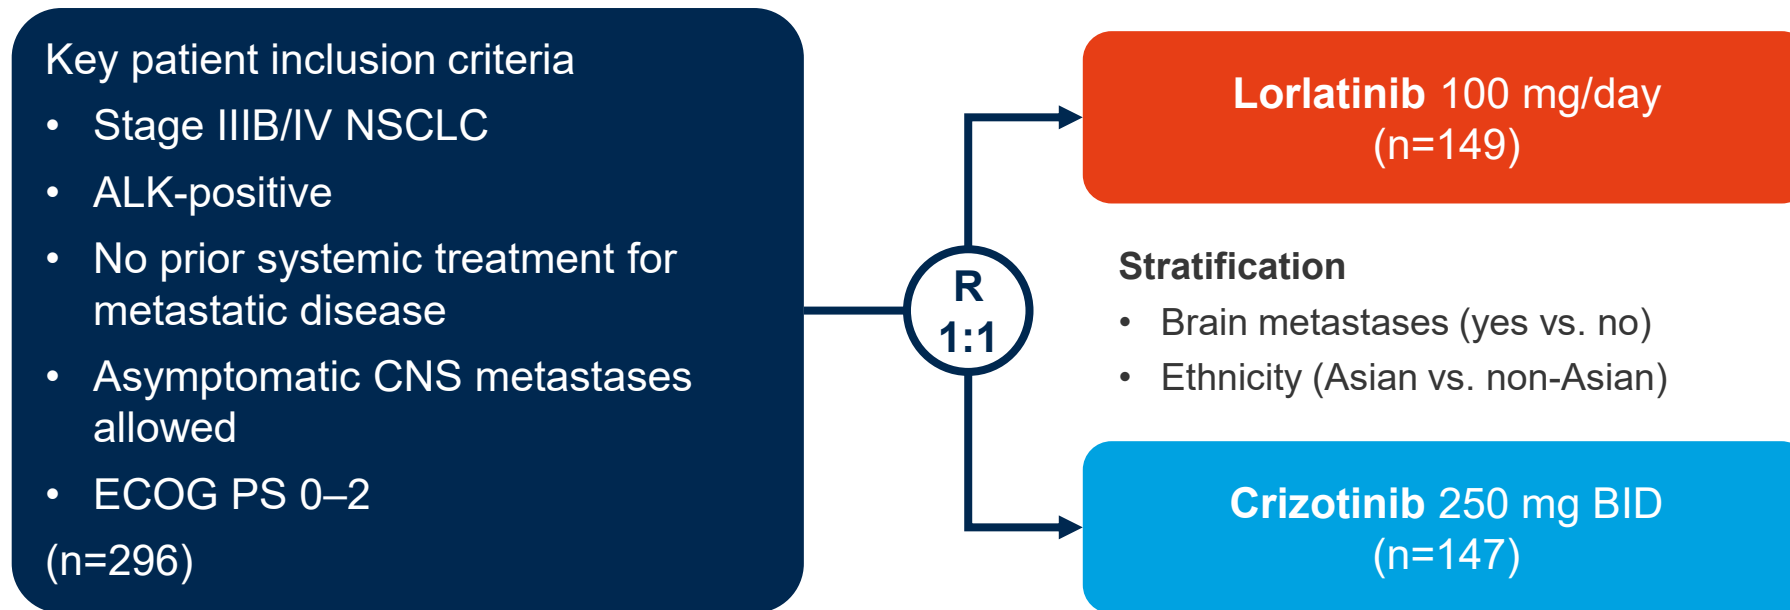 Key patient inclusion criteria
• Stage IIIB/IV NSCLC
• ALK-positive
• No prior systemic treatment for
metastatic disease
• Asymptomatic CNS metastases
allowed
• ECOG PS 0–2
(n=296)
R
1:1
Lorlatinib 100 mg/day
(n=149)
Stratification
• Brain metastases (yes vs. no)
• Ethnicity (Asian vs. non-Asian)
Crizotinib 250 mg BID
(n=147)